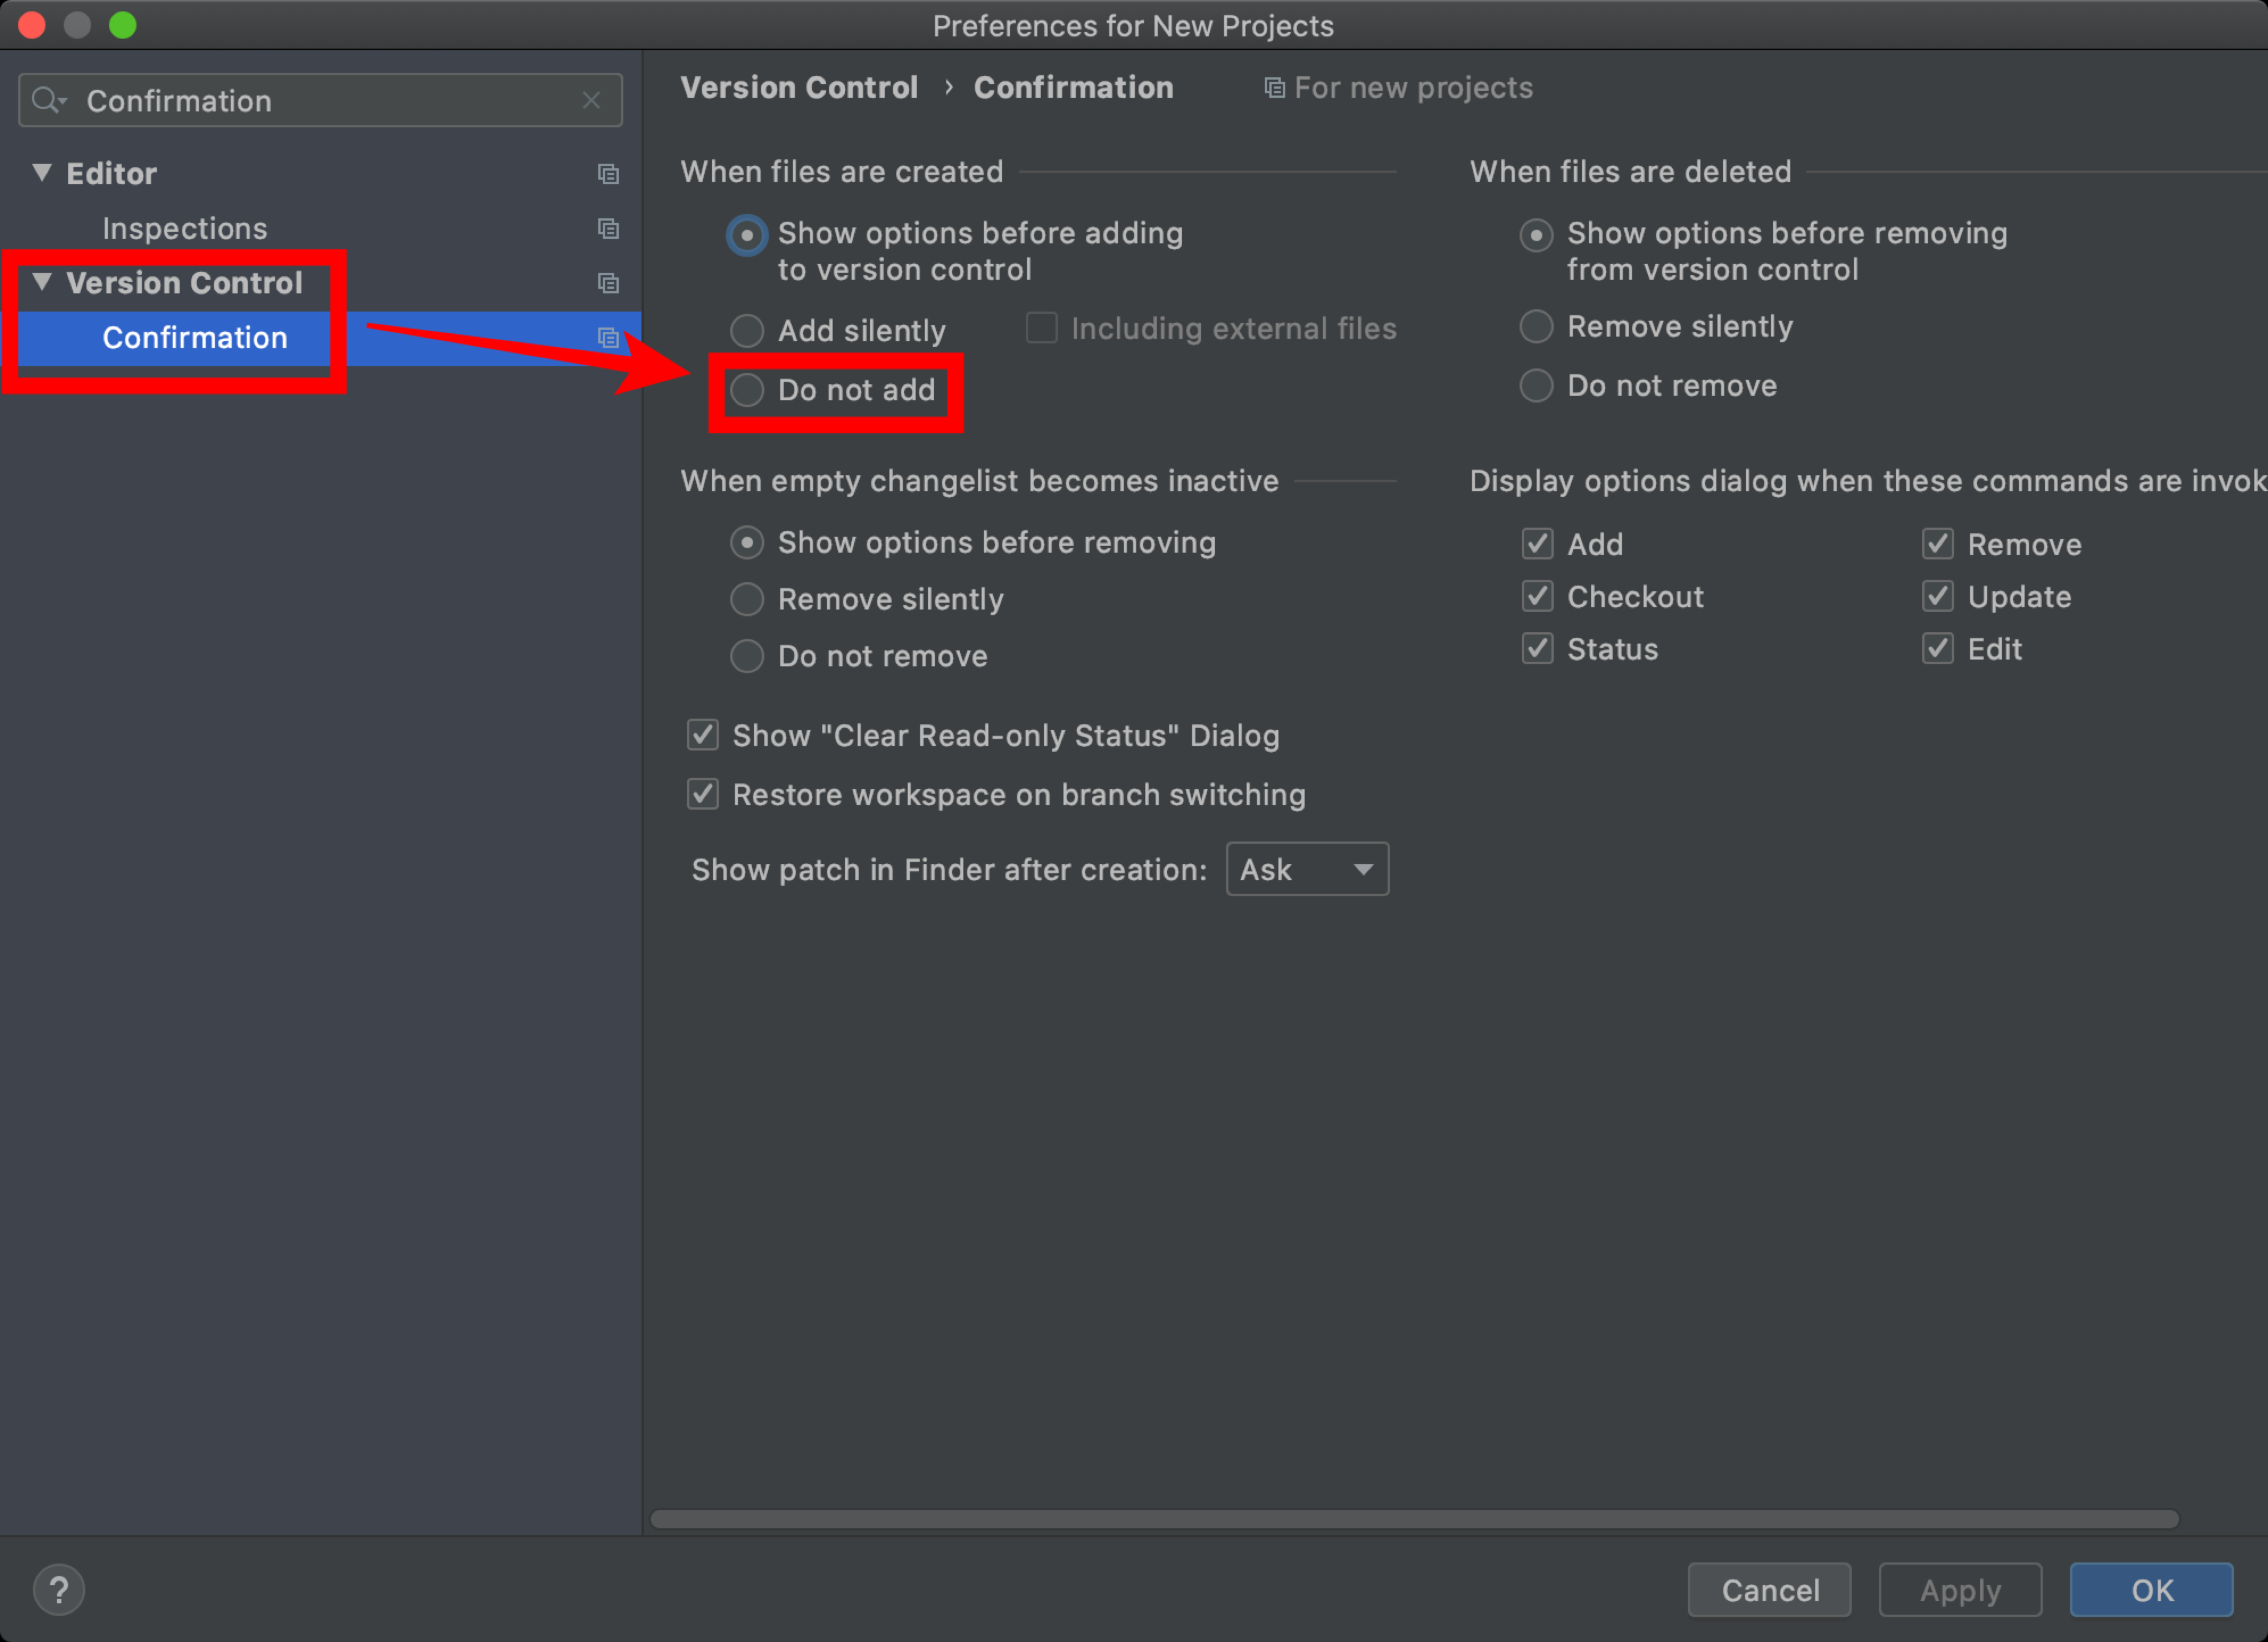 Preferences for New Projects
Confirmation
Editor
Inspections
Version Control
Confirmation
Version Control › Confirmation
For new projects
When files are created
Show options before adding
to version control
Add silently
Including external files
Do not add
When files are deleted
Show options before removing
from version control
Remove silently
Do not remove
When empty changelist becomes inactive
Show options before removing
Remove silently
Do not remove
Display options dialog when these commands are invok
Add
Remove
Checkout
Update
Status
Edit
Show "Clear Read-only Status" Dialog
Restore workspace on branch switching
Show patch in Finder after creation: Ask
?
Cancel
Apply
OK